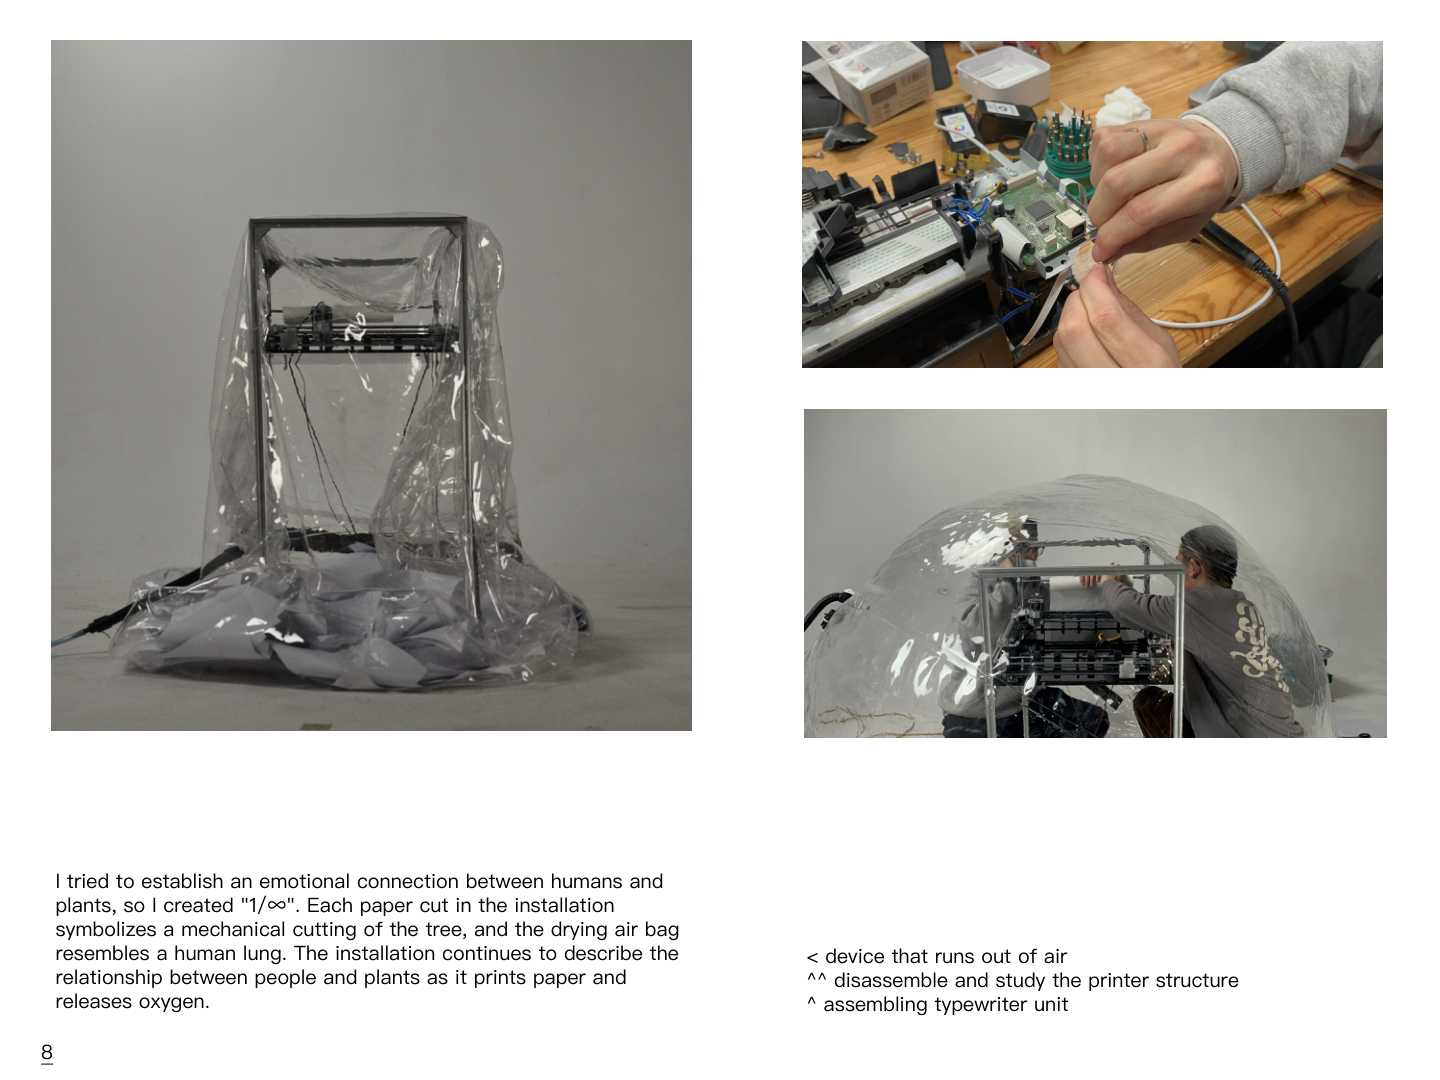 I tried to establish an emotional connection between humans and
plants, so I created "1/∞". Each paper cut in the installation
symbolizes a mechanical cutting of the tree, and the drying air bag
resembles a human lung. The installation continues to describe the
relationship between people and plants as it prints paper and
releases oxygen.
< device that runs out of air
^^ disassemble and study the printer structure
^ assembling typewriter unit
8